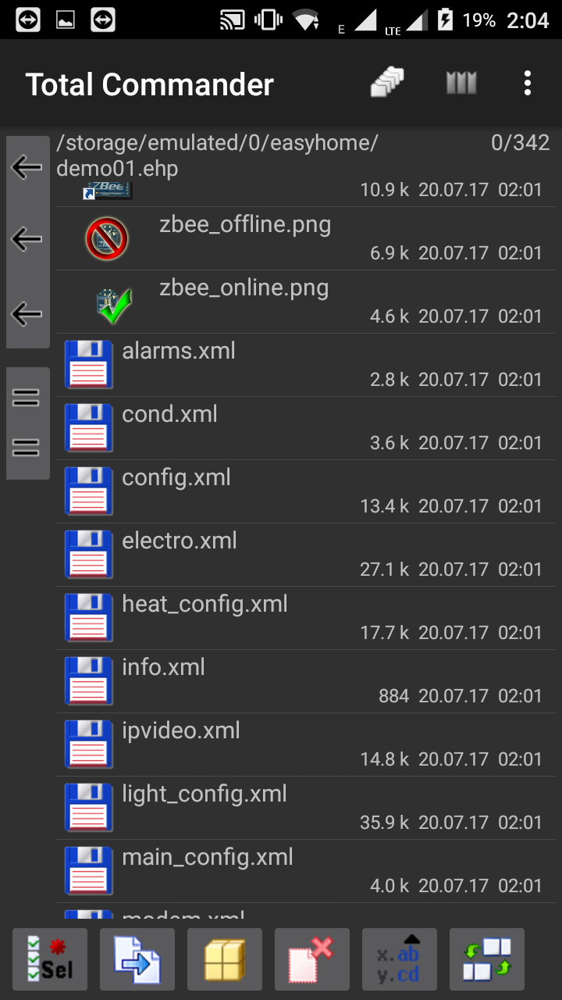 E LTE 19% 2:04
Total Commander
/storage/emulated/0/easyhome/ 0/342
demo01.ehp
ZBee
10.9 k 20.07.17 02:01
zbee_offline.png
6.9 k 20.07.17 02:01
zbee_online.png
4.6 k 20.07.17 02:01
alarms.xml
2.8 k 20.07.17 02:01
cond.xml
3.6 k 20.07.17 02:01
config.xml
13.4 k 20.07.17 02:01
electro.xml
27.1 k 20.07.17 02:01
heat_config.xml
17.7 k 20.07.17 02:01
info.xml
884 20.07.17 02:01
ipvideo.xml
14.8 k 20.07.17 02:01
light_config.xml
35.9 k 20.07.17 02:01
main_config.xml
4.0 k 20.07.17 02:01
modem.xml
Sel x.ab
y.cd